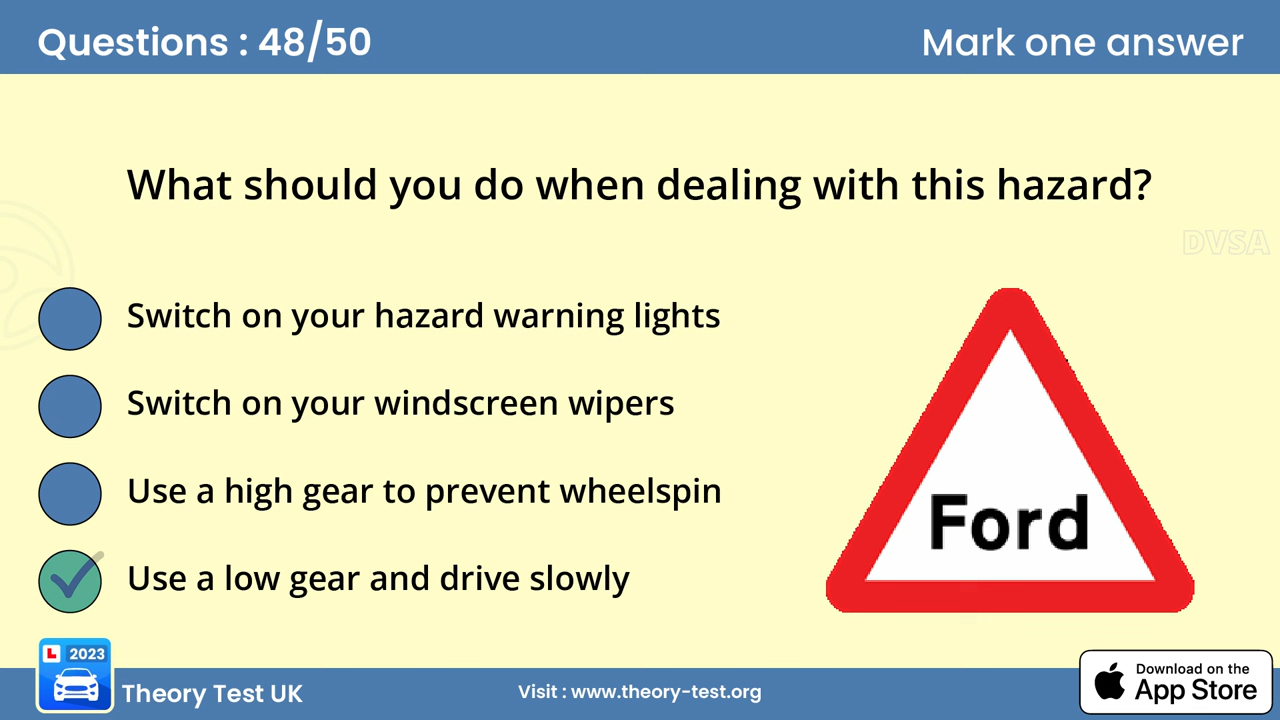 Questions : 48/50
Mark one answer
What should you do when dealing with this hazard?
DVSA
Switch on your hazard warning lights
Switch on your windscreen wipers
Use a high gear to prevent wheelspin
Use a low gear and drive slowly
Ford
L 2023
Theory Test UK
Visit : www.theory-test.org
Download on the
App Store